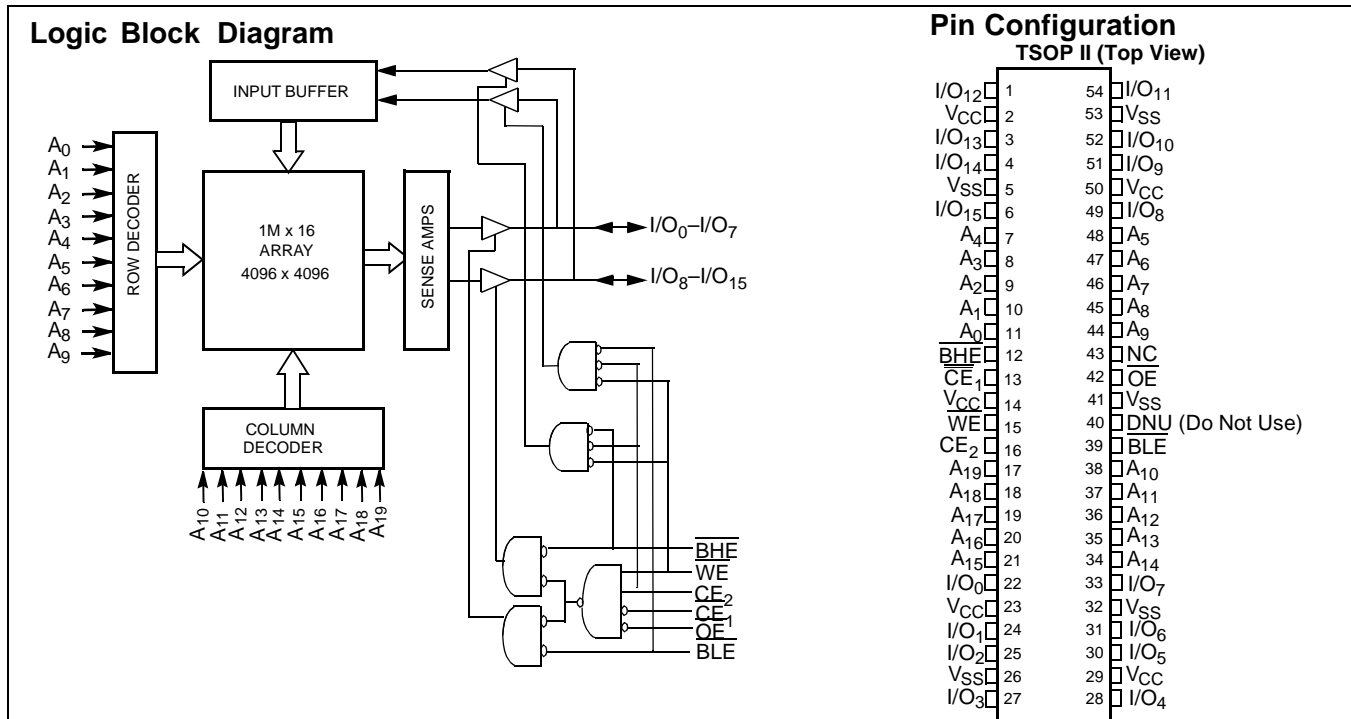 Logic Block Diagram
INPUT BUFFER
A0
A1
A2
A3
A4
A5
A6
A7
A8
A9
ROW DECODER
1M x 16
ARRAY
4096 x 4096
SENSE AMPS
I/O0–I/O7
I/O8–I/O15
COLUMN
DECODER
A10
A11
A12
A13
A14
A15
A16
A17
A18
A19
BHE
WE
CE2
CE1
OE
BLE
Pin Configuration
TSOP II (Top View)
I/O12 1 54 I/O11
VCC 2 53 VSS
I/O13 3 52 I/O10
I/O14 4 51 I/O9
VSS 5 50 VCC
I/O15 6 49 I/O8
A4 7 48 A5
A3 8 47 A6
A2 9 46 A7
A1 10 45 A8
A0 11 44 A9
BHE 12 43 NC
CE1 13 42 OE
VCC 14 41 VSS
WE 15 40 DNU (Do Not Use)
CE2 16 39 BLE
A19 17 38 A10
A18 18 37 A11
A17 19 36 A12
A16 20 35 A13
A15 21 34 A14
I/O0 22 33 I/O7
VCC 23 32 VSS
I/O1 24 31 I/O6
I/O2 25 30 I/O5
VSS 26 29 VCC
I/O3 27 28 I/O4